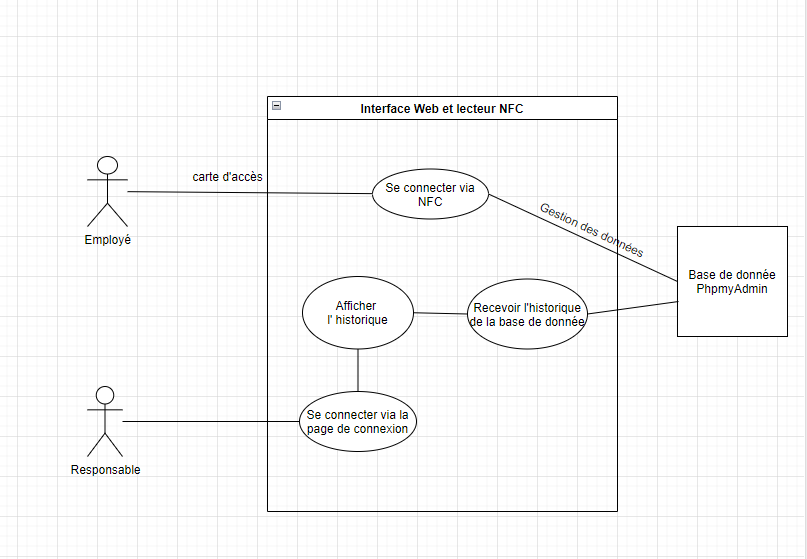 Interface Web et lecteur NFC
carte d'accès
Se connecter via
NFC
Employé
Gestion des données
Base de donnée
PhpmyAdmin
Afficher
l' historique
Recevoir l'historique
de la base de donnée
Se connecter via la
page de connexion
Responsable